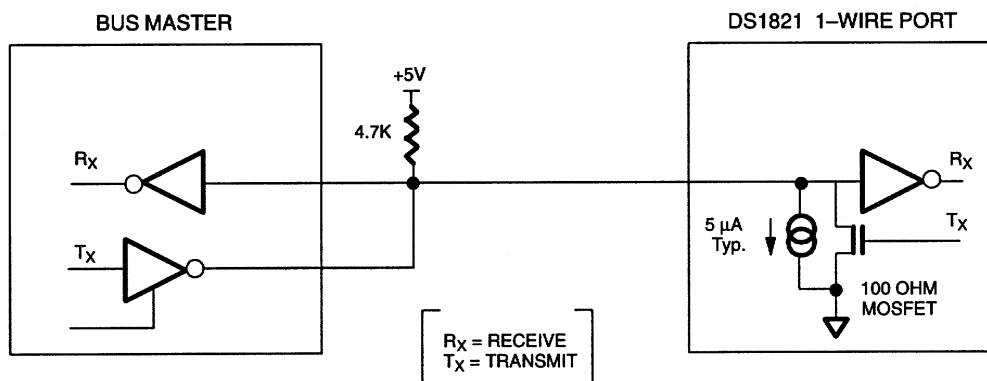 BUS MASTER
DS1821 1–WIRE PORT
+5V
4.7K
RX
TX
RX
TX
5 µA
Typ.
100 OHM
MOSFET
RX = RECEIVE
TX = TRANSMIT